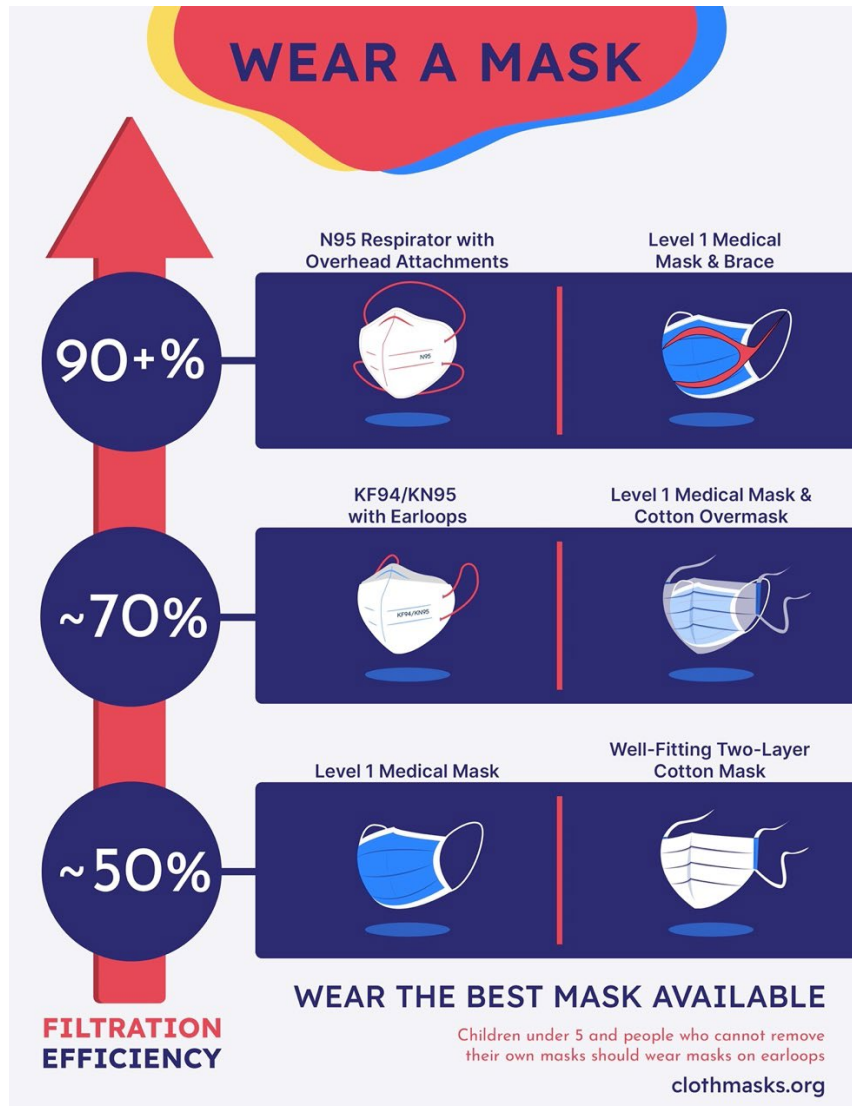 WEAR A MASK
N95 Respirator with
Overhead Attachments
Level 1 Medical
Mask & Brace
90+%
N95
KF94/KN95
with Earloops
Level 1 Medical Mask &
Cotton Overmask
~70%
KF94/KN95
Level 1 Medical Mask
Well-Fitting Two-Layer
Cotton Mask
~50%
FILTRATION
EFFICIENCY
WEAR THE BEST MASK AVAILABLE
Children under 5 and people who cannot remove
their own masks should wear masks on earloops
clothmasks.org